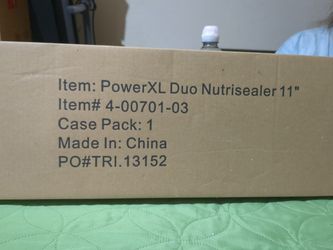 Item: PowerXL Duo Nutrisealer 11"
Item# 4-00701-03
Case Pack: 1
Made In: China
PO#TRI.13152